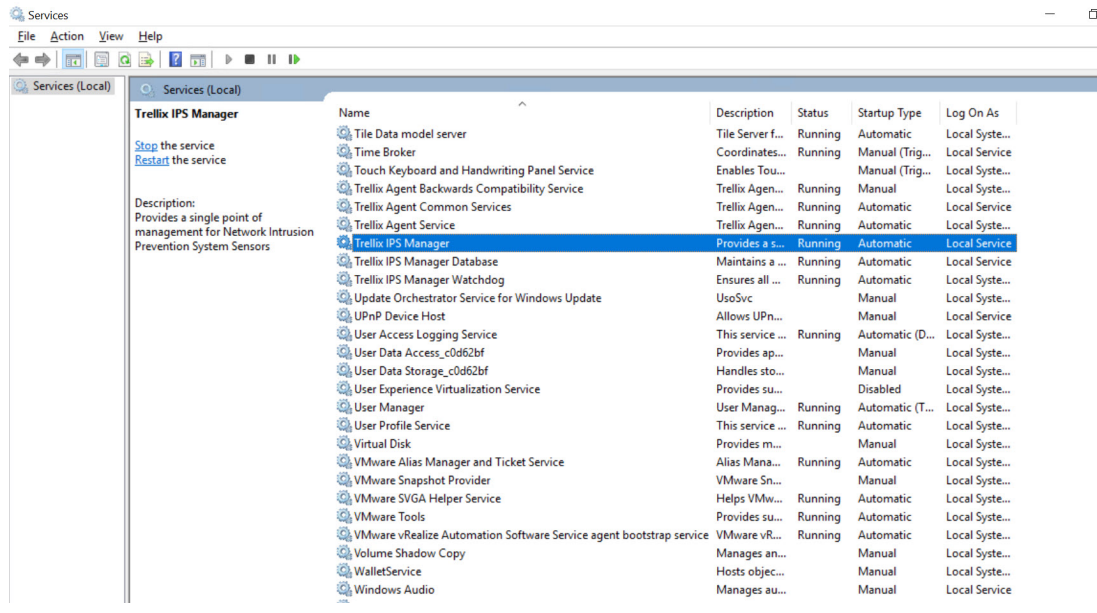 Services
File Action View Help
Services (Local)
Services (Local)
Trellix IPS Manager
Stop the service
Restart the service
Description:
Provides a single point of
management for Network Intrusion
Prevention System Sensors
Name Description Status Startup Type Log On As
Tile Data model server Tile Server f... Running Automatic Local Syste...
Time Broker Coordinates... Running Manual (Trig... Local Service
Touch Keyboard and Handwriting Panel Service Enables Tou... Manual (Trig... Local Syste...
Trellix Agent Backwards Compatibility Service Trellix Agen... Running Manual Local Syste...
Trellix Agent Common Services Trellix Agen... Running Automatic Local Service
Trellix Agent Service Trellix Agen... Running Automatic Local Syste...
Trellix IPS Manager Provides a s... Running Automatic Local Service
Trellix IPS Manager Database Maintains a ... Running Automatic Local Service
Trellix IPS Manager Watchdog Ensures all ... Running Automatic Local Syste...
Update Orchestrator Service for Windows Update UsoSvc Manual Local Syste...
UPnP Device Host Allows UPn... Manual Local Service
User Access Logging Service This service ... Running Automatic (D... Local Syste...
User Data Access_c0d62bf Provides ap... Manual Local Syste...
User Data Storage_c0d62bf Handles sto... Manual Local Syste...
User Experience Virtualization Service Provides su... Disabled Local Syste...
User Manager User Manag... Running Automatic (T... Local Syste...
User Profile Service This service ... Running Automatic Local Syste...
Virtual Disk Provides m... Manual Local Syste...
VMware Alias Manager and Ticket Service Alias Mana... Running Automatic Local Syste...
VMware Snapshot Provider VMware Sn... Manual Local Syste...
VMware SVGA Helper Service Helps VMw... Running Automatic Local Syste...
VMware Tools Provides su... Running Automatic Local Syste...
VMware vRealize Automation Software Service agent bootstrap service VMware vR... Running Automatic Local Syste...
Volume Shadow Copy Manages an... Manual Local Syste...
WalletService Hosts objec... Manual Local Syste...
Windows Audio Manages au... Manual Local Service